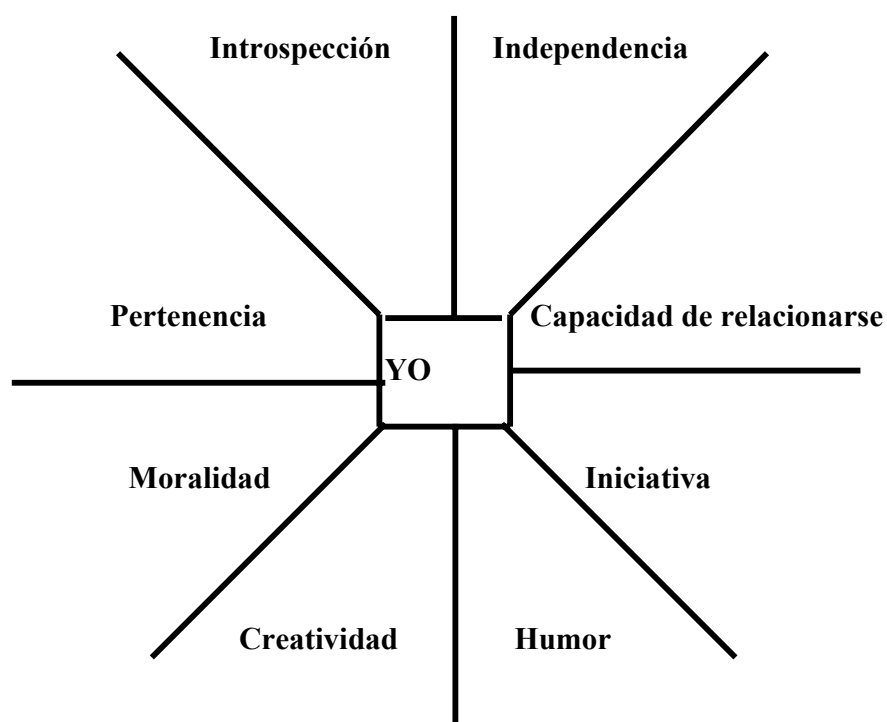 Introspección
Independencia
Pertenencia
Capacidad de relacionarse
YO
Moralidad
Iniciativa
Creatividad
Humor